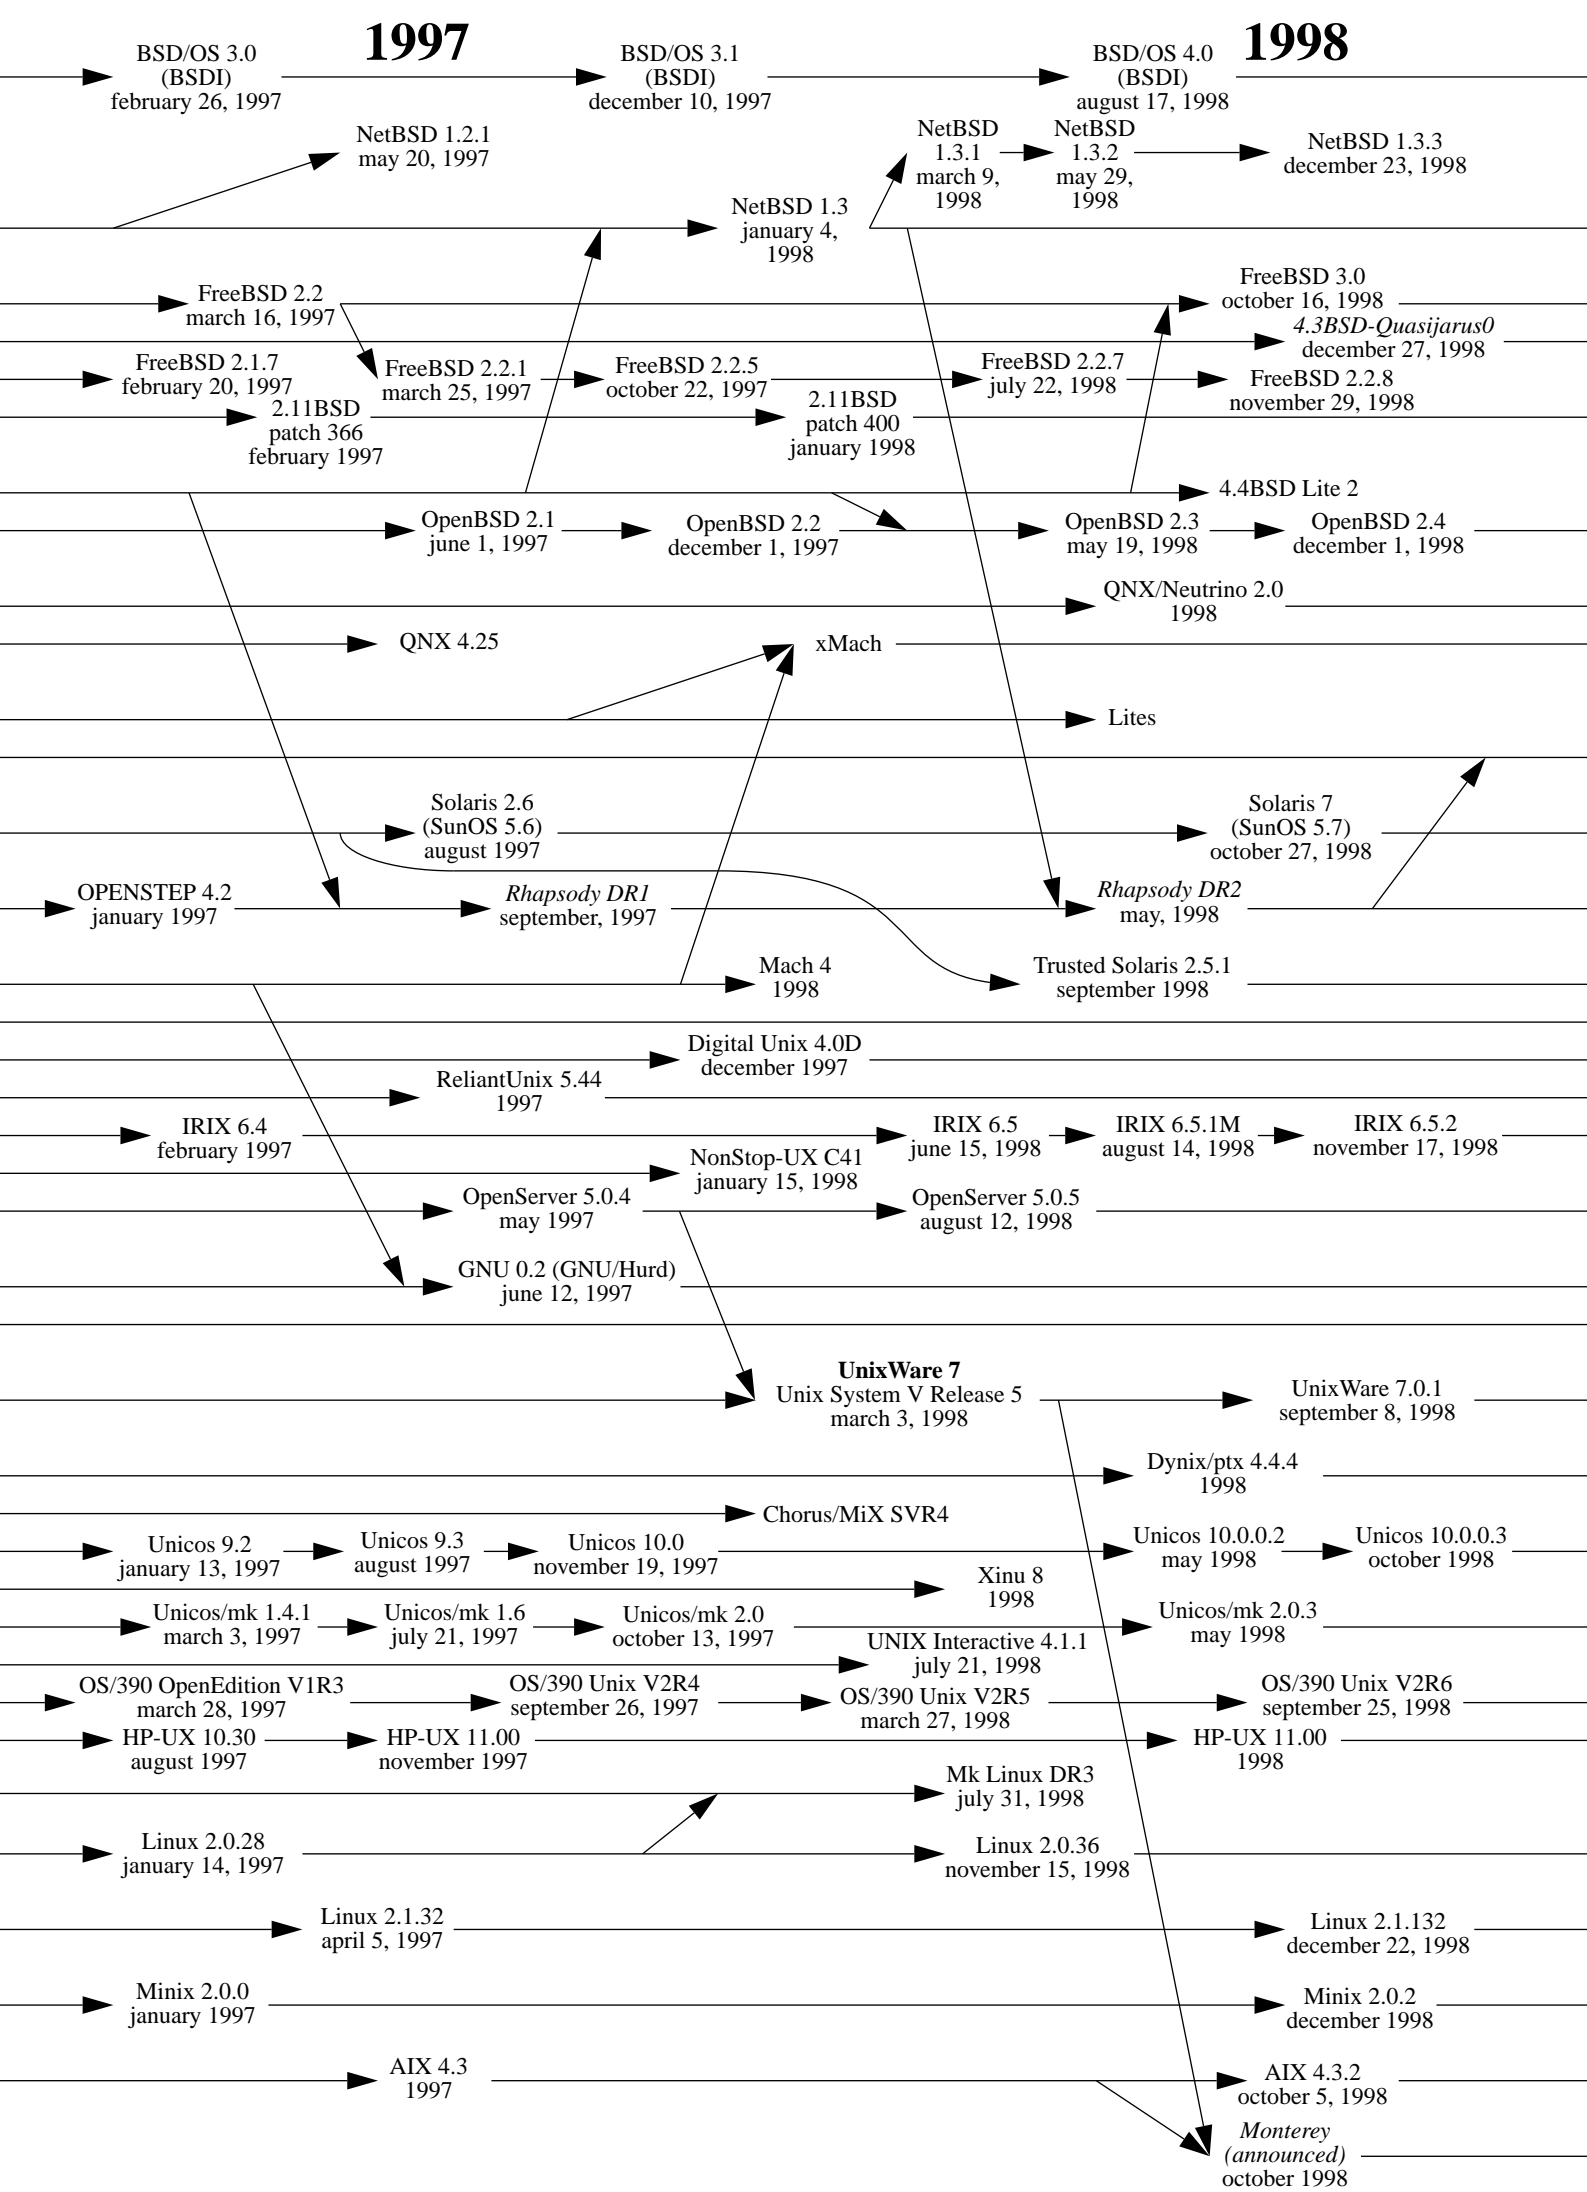 1997
1998
BSD/OS 3.0
(BSDI)
february 26, 1997
BSD/OS 3.1
(BSDI)
december 10, 1997
BSD/OS 4.0
(BSDI)
august 17, 1998
NetBSD 1.2.1
may 20, 1997
NetBSD
1.3.1
march 9,
1998
NetBSD
1.3.2
may 29,
1998
NetBSD 1.3.3
december 23, 1998
NetBSD 1.3
january 4,
1998
FreeBSD 2.2
march 16, 1997
FreeBSD 3.0
october 16, 1998
4.3BSD-Quasijarus0
december 27, 1998
FreeBSD 2.1.7
february 20, 1997
FreeBSD 2.2.1
march 25, 1997
FreeBSD 2.2.5
october 22, 1997
FreeBSD 2.2.7
july 22, 1998
FreeBSD 2.2.8
november 29, 1998
2.11BSD
patch 366
february 1997
2.11BSD
patch 400
january 1998
4.4BSD Lite 2
OpenBSD 2.1
june 1, 1997
OpenBSD 2.2
december 1, 1997
OpenBSD 2.3
may 19, 1998
OpenBSD 2.4
december 1, 1998
QNX/Neutrino 2.0
1998
QNX 4.25
xMach
Lites
Solaris 2.6
(SunOS 5.6)
august 1997
Solaris 7
(SunOS 5.7)
october 27, 1998
OPENSTEP 4.2
january 1997
Rhapsody DR1
september, 1997
Rhapsody DR2
may, 1998
Mach 4
1998
Trusted Solaris 2.5.1
september 1998
Digital Unix 4.0D
december 1997
ReliantUnix 5.44
1997
IRIX 6.4
february 1997
IRIX 6.5
june 15, 1998
IRIX 6.5.1M
august 14, 1998
IRIX 6.5.2
november 17, 1998
NonStop-UX C41
january 15, 1998
OpenServer 5.0.4
may 1997
OpenServer 5.0.5
august 12, 1998
GNU 0.2 (GNU/Hurd)
june 12, 1997
UnixWare 7
Unix System V Release 5
march 3, 1998
UnixWare 7.0.1
september 8, 1998
Dynix/ptx 4.4.4
1998
Chorus/MiX SVR4
Unicos 9.2
january 13, 1997
Unicos 9.3
august 1997
Unicos 10.0
november 19, 1997
Unicos 10.0.0.2
may 1998
Unicos 10.0.0.3
october 1998
Xinu 8
1998
Unicos/mk 1.4.1
march 3, 1997
Unicos/mk 1.6
july 21, 1997
Unicos/mk 2.0
october 13, 1997
Unicos/mk 2.0.3
may 1998
UNIX Interactive 4.1.1
july 21, 1998
OS/390 OpenEdition V1R3
march 28, 1997
OS/390 Unix V2R4
september 26, 1997
OS/390 Unix V2R5
march 27, 1998
OS/390 Unix V2R6
september 25, 1998
HP-UX 10.30
august 1997
HP-UX 11.00
november 1997
HP-UX 11.00
1998
Mk Linux DR3
july 31, 1998
Linux 2.0.28
january 14, 1997
Linux 2.0.36
november 15, 1998
Linux 2.1.32
april 5, 1997
Linux 2.1.132
december 22, 1998
Minix 2.0.0
january 1997
Minix 2.0.2
december 1998
AIX 4.3
1997
AIX 4.3.2
october 5, 1998
Monterey
(announced)
october 1998